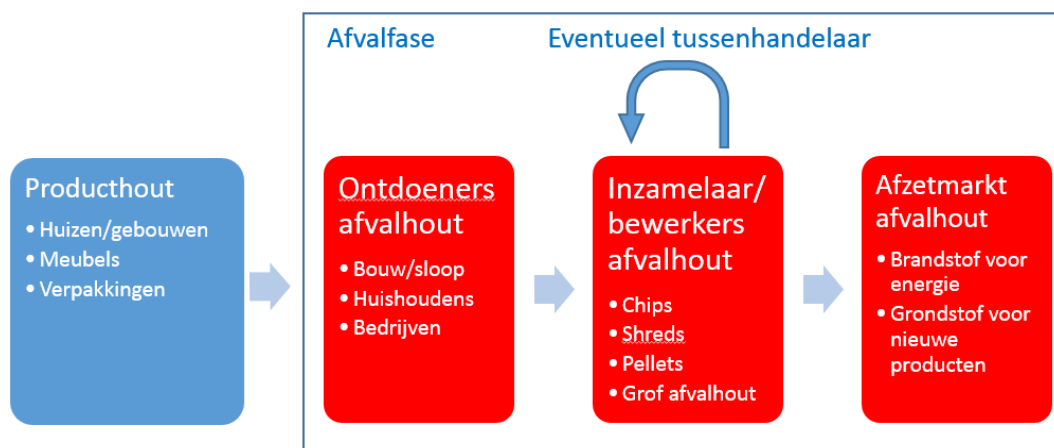 Afvalfase
Eventueel tussenhandelaar
Producthout
• Huizen/gebouwen
• Meubels
• Verpakkingen
Ontdoeners
afvalhout
• Bouw/sloop
• Huishoudens
• Bedrijven
Inzamelaar/
bewerkers
afvalhout
• Chips
• Shreds
• Pellets
• Grof afvalhout
Afzetmarkt
afvalhout
• Brandstof voor
energie
• Grondstof voor
nieuwe
producten